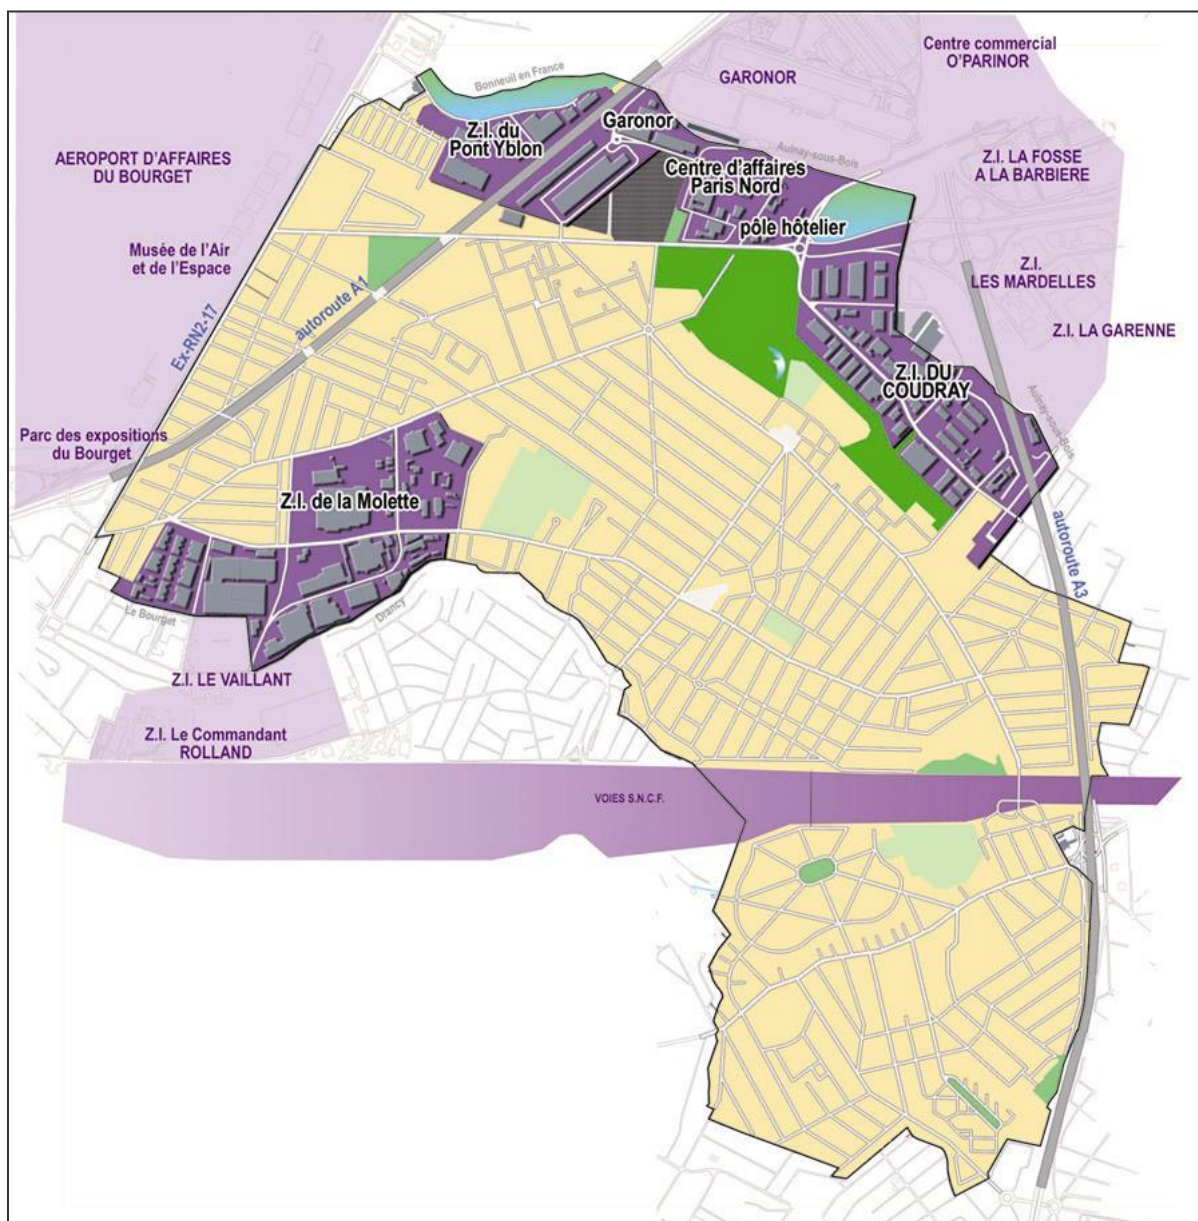 Centre commercial
O'PARINOR
Bonneuil en France
GARONOR
Garonor
Z.I. du
Pont Yblon
Aulnay-sous-Bois
AEROPORT D'AFFAIRES
DU BOURGET
Z.I. LA FOSSE
A LA BARBIERE
Centre d'affaires
Paris Nord
pôle hôtelier
Musée de l'Air
et de l'Espace
Z.I.
LES MARDELLES
autoroute A1
Ex-RN2-17
Z.I. LA GARENNE
Z.I. DU
COUDRAY
Aulnay-sous-Bois
Parc des expositions
du Bourget
Z.I. de la Molette
autoroute A3
Le Bourget
Drancy
Z.I. LE VAILLANT
Z.I. Le Commandant
ROLLAND
VOIES S.N.C.F.